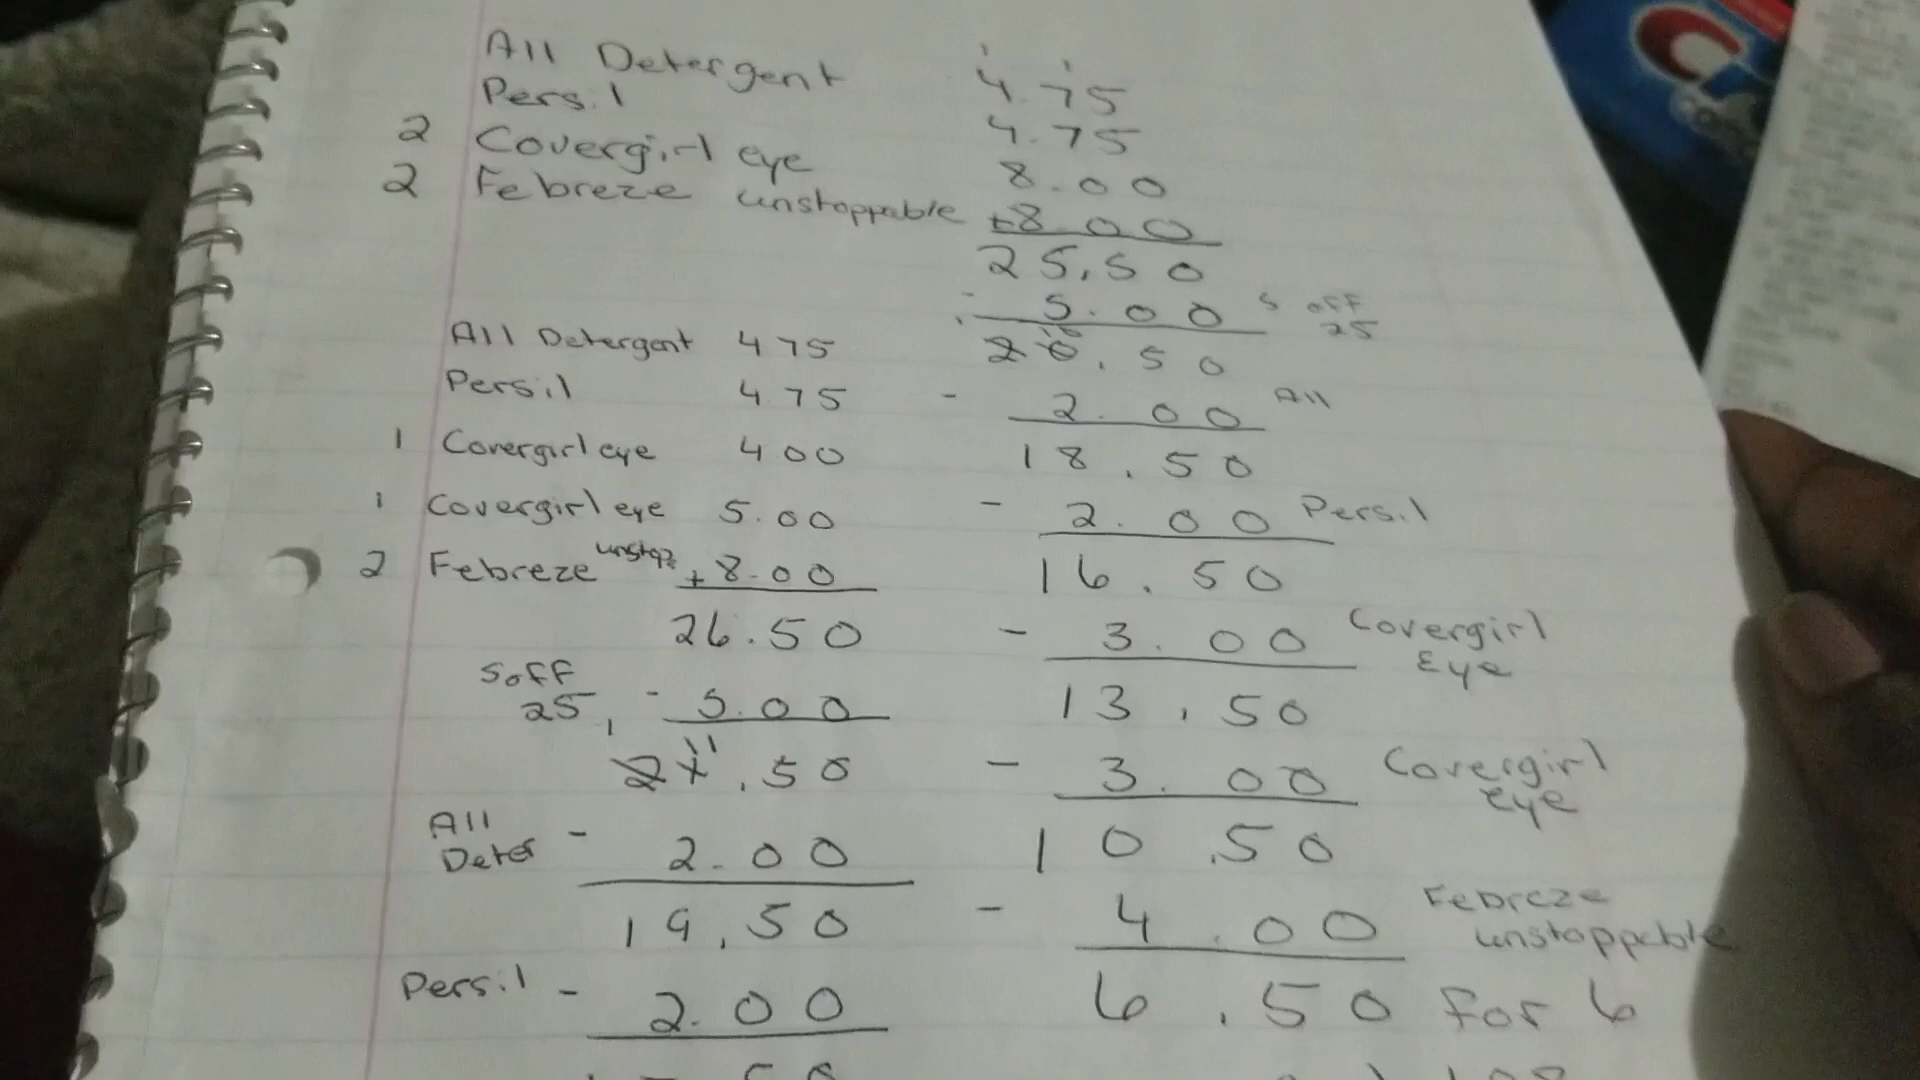 All Detergent 4.75
Persil 4.75
2 Covergirl eye 8.00
2 Febreze unstoppable +8.00
25.50
- 5.00 5 off 25
20.50
- 2.00 All
18.50
- 2.00 Persil
16.50
- 3.00 Covergirl Eye
13.50
- 3.00 Covergirl Eye
10.50
- 4.00 Febreze unstoppable
6.50 for 6
All Detergent 475
Persil 475
1 Covergirl eye 400
1 Covergirl eye 5.00
2 Febreze unstop +8.00
26.50
5 off 25 - 5.00
21.50
All Deter - 2.00
19.50
Persil - 2.00